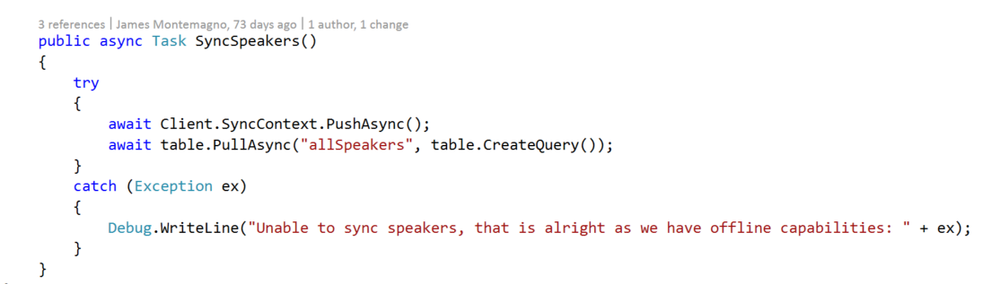 3 references | James Montemagno, 73 days ago | 1 author, 1 change
public async Task SyncSpeakers()
{
try
{
await Client.SyncContext.PushAsync();
await table.PullAsync("allSpeakers", table.CreateQuery());
}
catch (Exception ex)
{
Debug.WriteLine("Unable to sync speakers, that is alright as we have offline capabilities: " + ex);
}
}